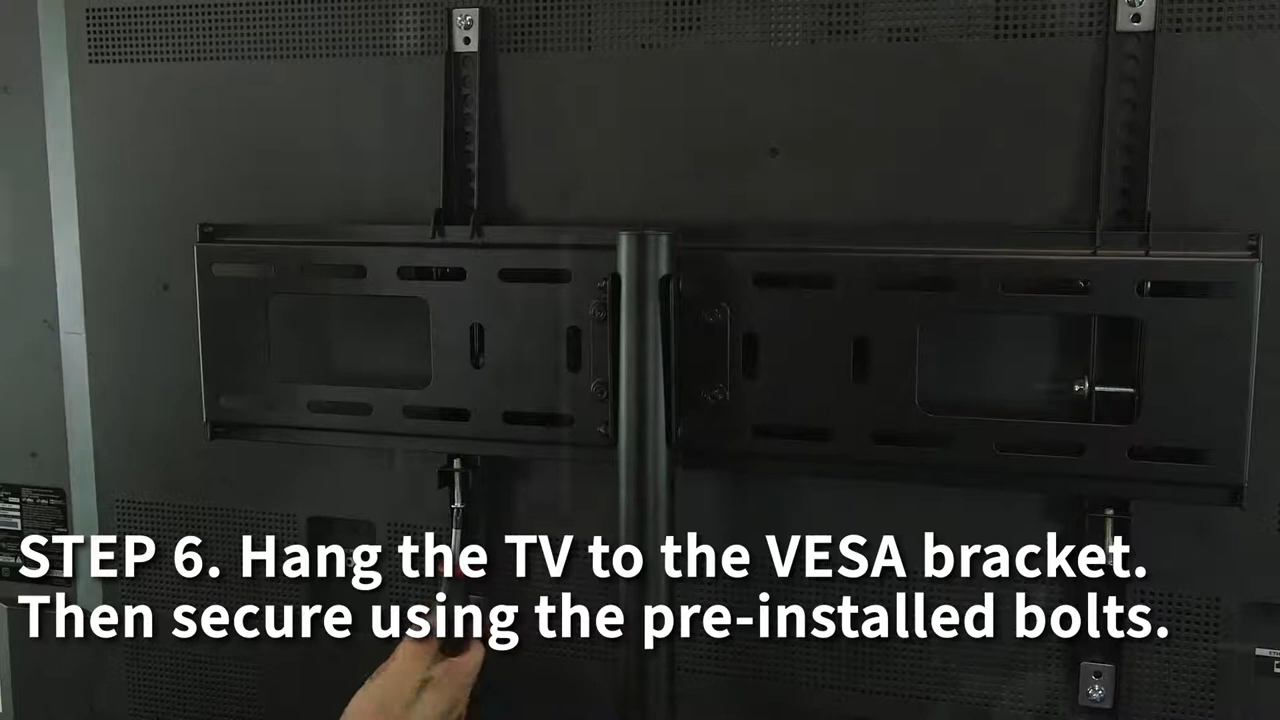 STEP 6. Hang the TV to the VESA bracket.
Then secure using the pre-installed bolts.